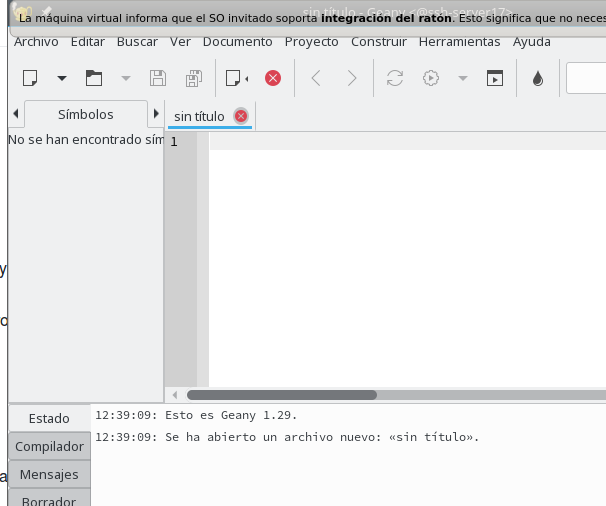 La máquina virtual informa que el SO invitado soporta integración del ratón. Esto significa que no neces
sin título - Geany <@ssh-server17>
Archivo Editar Buscar Ver Documento Proyecto Construir Herramientas Ayuda
Símbolos
sin título
No se han encontrado sím
1
y
ro
a
Estado
Compilador
Mensajes
Borrador
12:39:09: Esto es Geany 1.29.
12:39:09: Se ha abierto un archivo nuevo: «sin título».